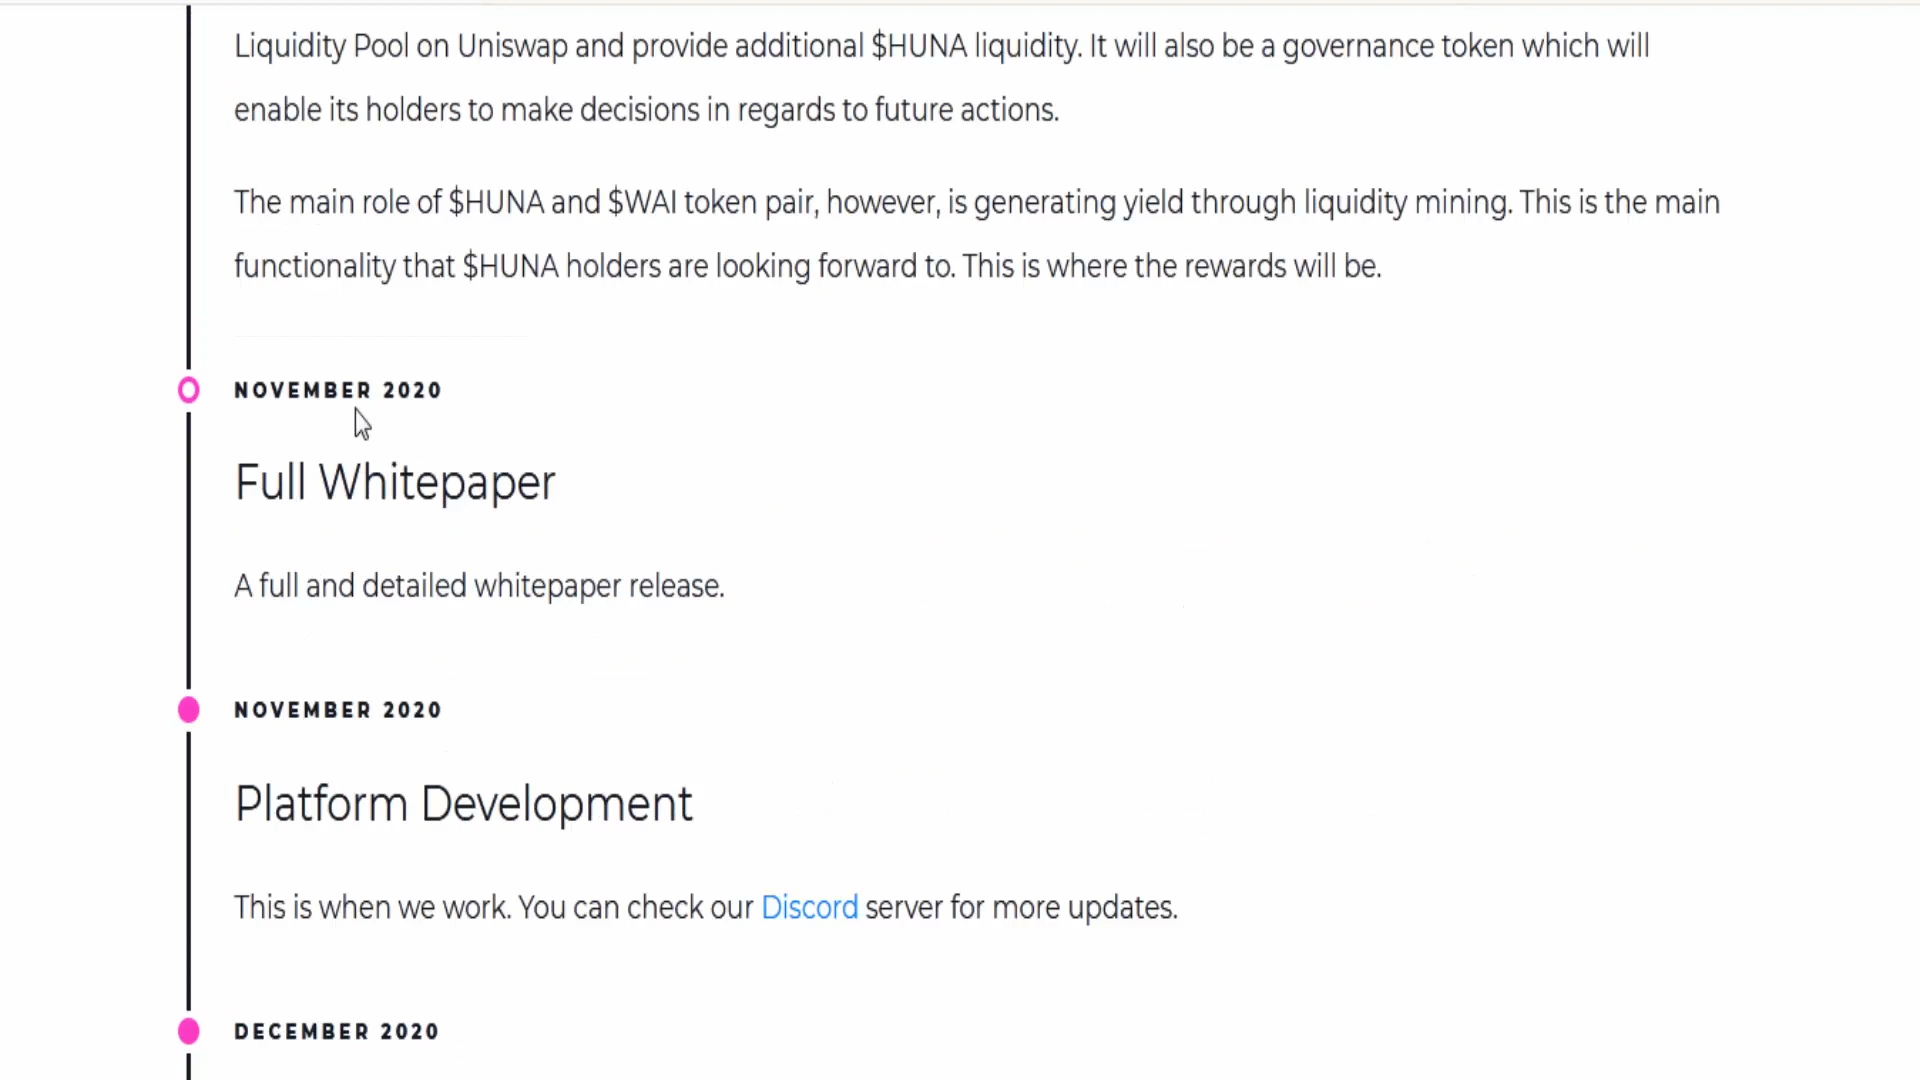 Liquidity Pool on Uniswap and provide additional $HUNA liquidity. It will also be a governance token which will
enable its holders to make decisions in regards to future actions.
The main role of $HUNA and $WAI token pair, however, is generating yield through liquidity mining. This is the main
functionality that $HUNA holders are looking forward to. This is where the rewards will be.
NOVEMBER 2020
Full Whitepaper
A full and detailed whitepaper release.
NOVEMBER 2020
Platform Development
This is when we work. You can check our Discord server for more updates.
DECEMBER 2020